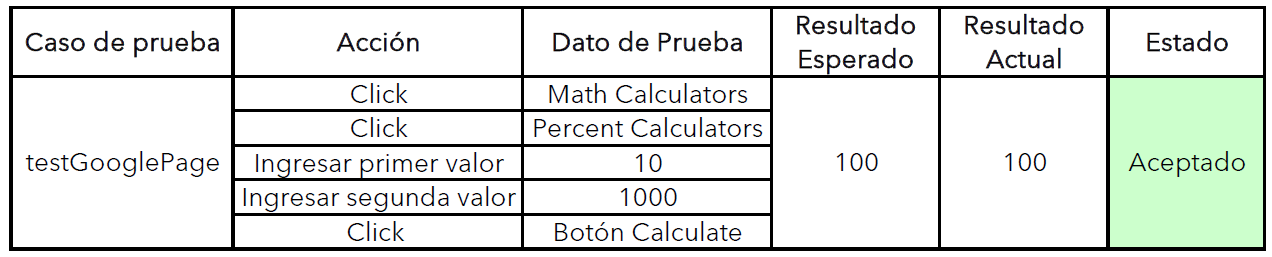 Caso de prueba Acción Dato de Prueba Resultado Esperado Resultado Actual Estado
testGooglePage
Click Math Calculators
Click Percent Calculators
Ingresar primer valor 10
Ingresar segunda valor 1000
Click Botón Calculate
100
100
Aceptado